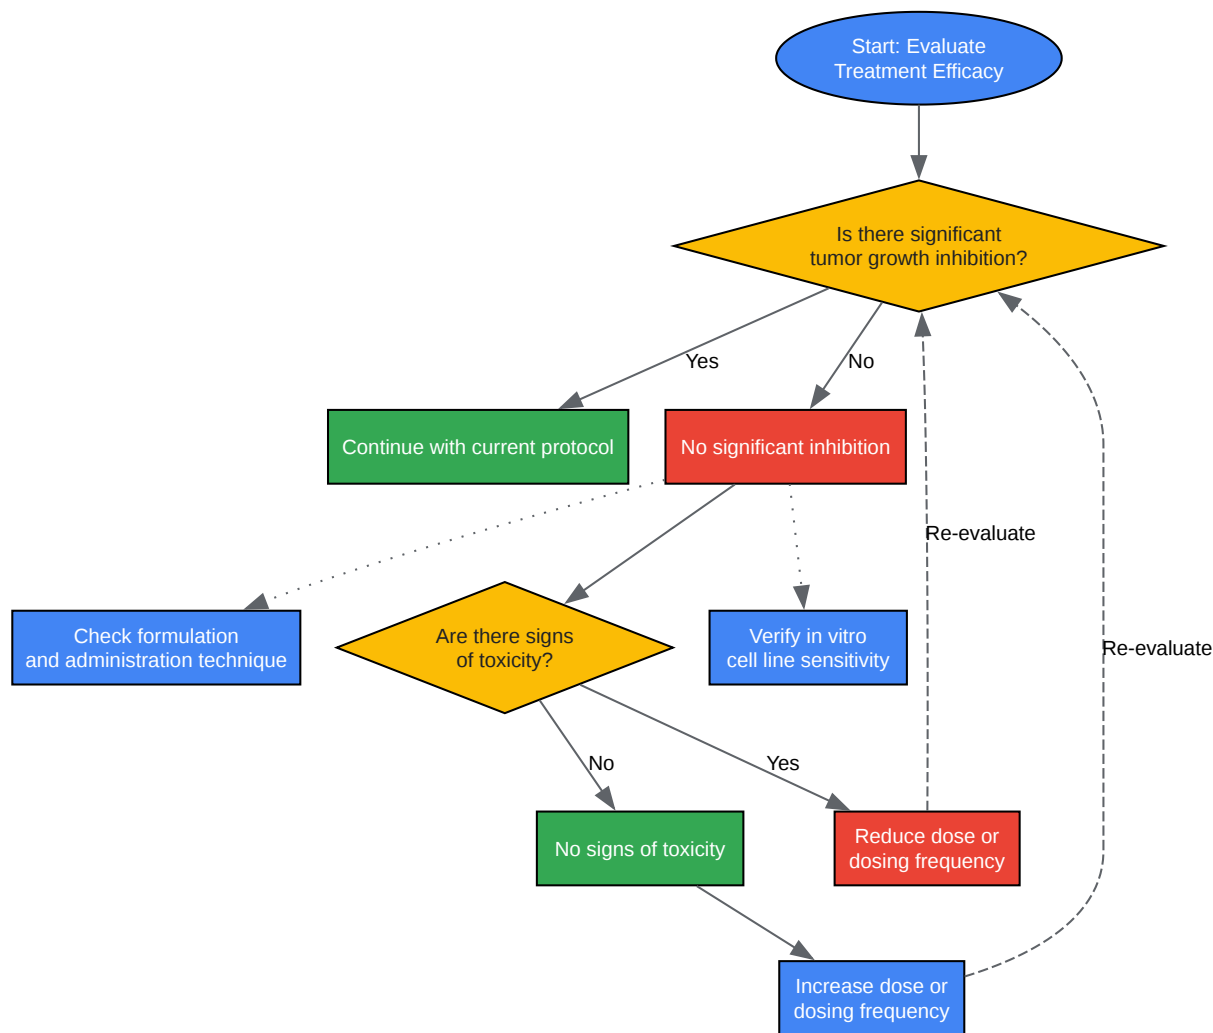 Start: Evaluate
Treatment Efficacy
Is there significant
tumor growth inhibition?
Yes
No
Continue with current protocol
No significant inhibition
Re-evaluate
Check formulation
and administration technique
Are there signs
of toxicity?
Verify in vitro
cell line sensitivity
Re-evaluate
No
Yes
No signs of toxicity
Reduce dose or
dosing frequency
Increase dose or
dosing frequency